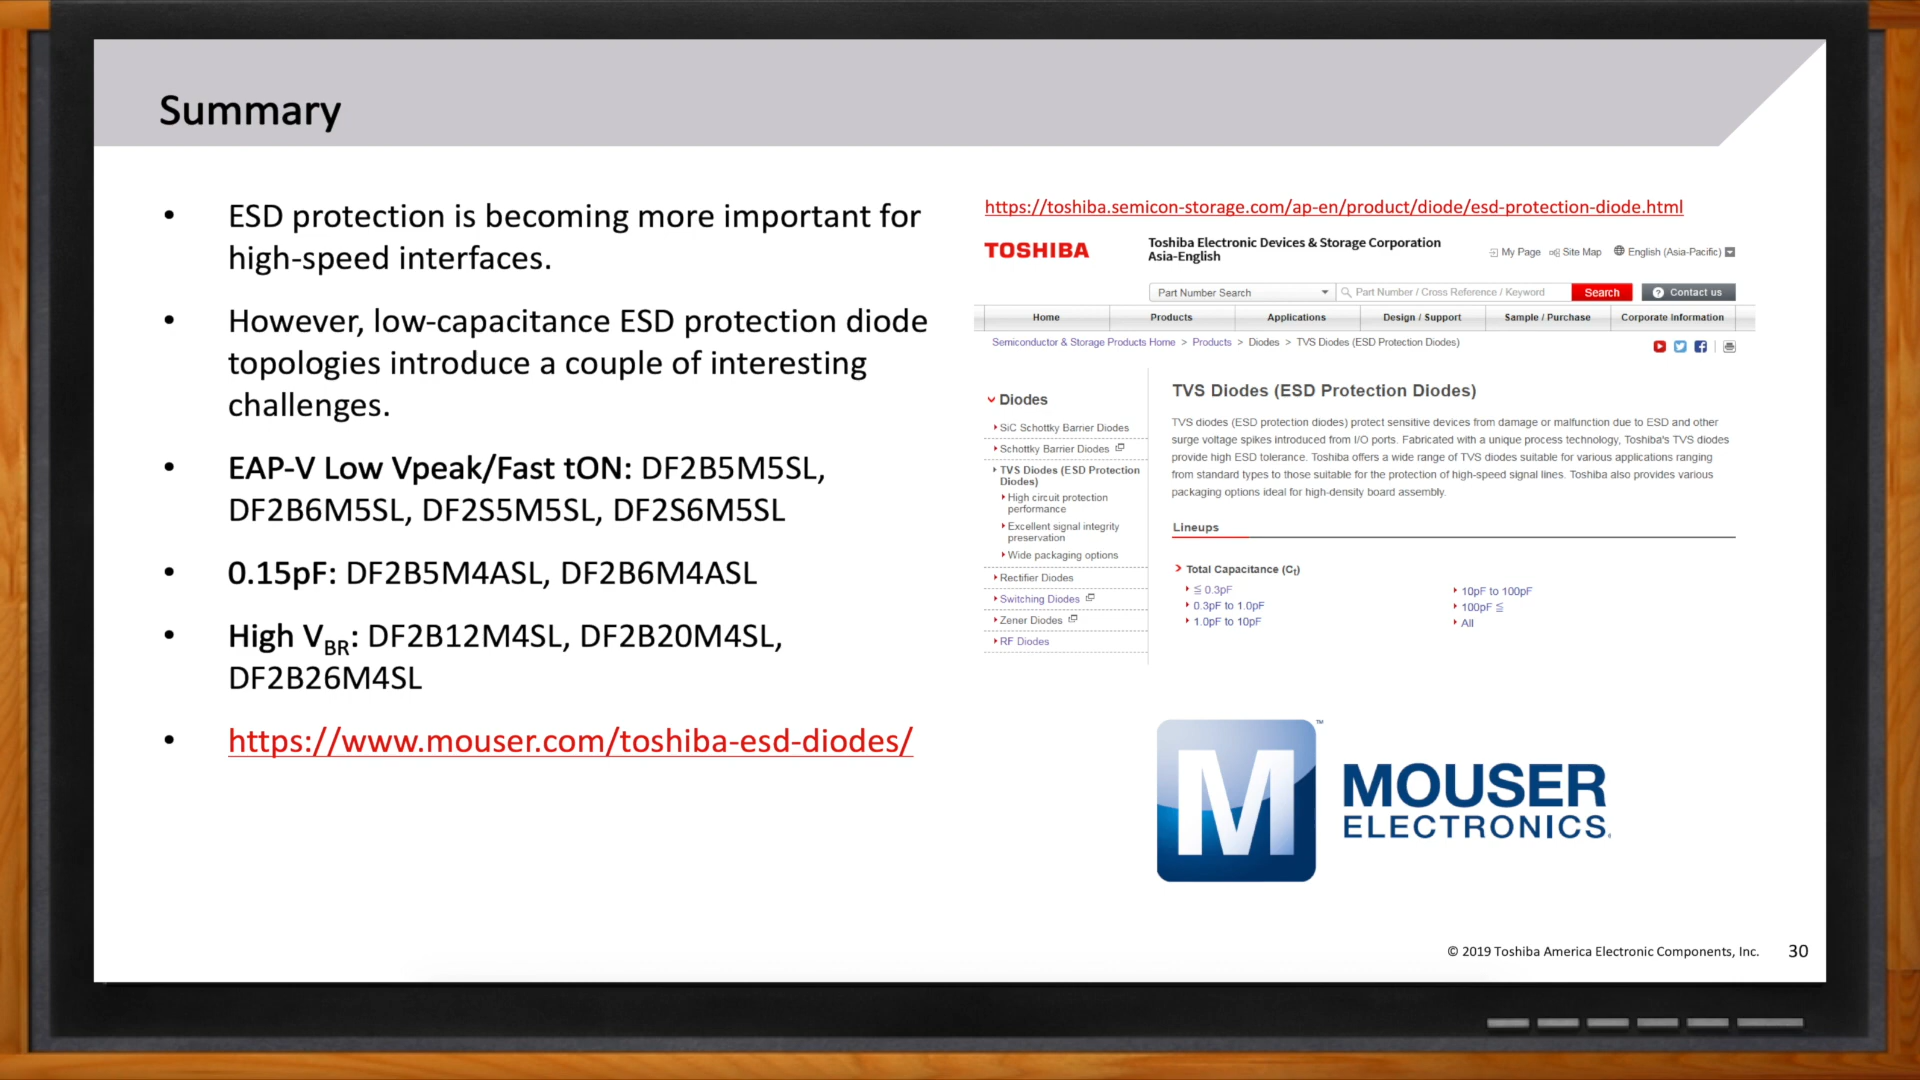 Summary
• ESD protection is becoming more important for
high-speed interfaces.
• However, low-capacitance ESD protection diode
topologies introduce a couple of interesting
challenges.
• EAP-V Low Vpeak/Fast tON: DF2B5M5SL,
DF2B6M5SL, DF2S5M5SL, DF2S6M5SL
• 0.15pF: DF2B5M4ASL, DF2B6M4ASL
• High VBR: DF2B12M4SL, DF2B20M4SL,
DF2B26M4SL
• https://www.mouser.com/toshiba-esd-diodes/
https://toshiba.semicon-storage.com/ap-en/product/diode/esd-protection-diode.html
TOSHIBA
Toshiba Electronic Devices & Storage Corporation
Asia-English
My Page Site Map English (Asia-Pacific)
Part Number Search Part Number / Cross Reference / Keyword Search ? Contact us
Home Products Applications Design / Support Sample / Purchase Corporate Information
Semiconductor & Storage Products Home > Products > Diodes > TVS Diodes (ESD Protection Diodes)
Diodes
SiC Schottky Barrier Diodes
Schottky Barrier Diodes
TVS Diodes (ESD Protection
Diodes)
High circuit protection
performance
Excellent signal integrity
preservation
Wide packaging options
Rectifier Diodes
Switching Diodes
Zener Diodes
RF Diodes
TVS Diodes (ESD Protection Diodes)
TVS diodes (ESD protection diodes) protect sensitive devices from damage or malfunction due to ESD and other
surge voltage spikes introduced from I/O ports. Fabricated with a unique process technology, Toshiba's TVS diodes
provide high ESD tolerance. Toshiba offers a wide range of TVS diodes suitable for various applications ranging
from standard types to those suitable for the protection of high-speed signal lines. Toshiba also provides various
packaging options ideal for high-density board assembly.
Lineups
Total Capacitance (Ct)
≦ 0.3pF
0.3pF to 1.0pF
1.0pF to 10pF
10pF to 100pF
100pF ≦
All
M ™
MOUSER
ELECTRONICS®
© 2019 Toshiba America Electronic Components, Inc. 30